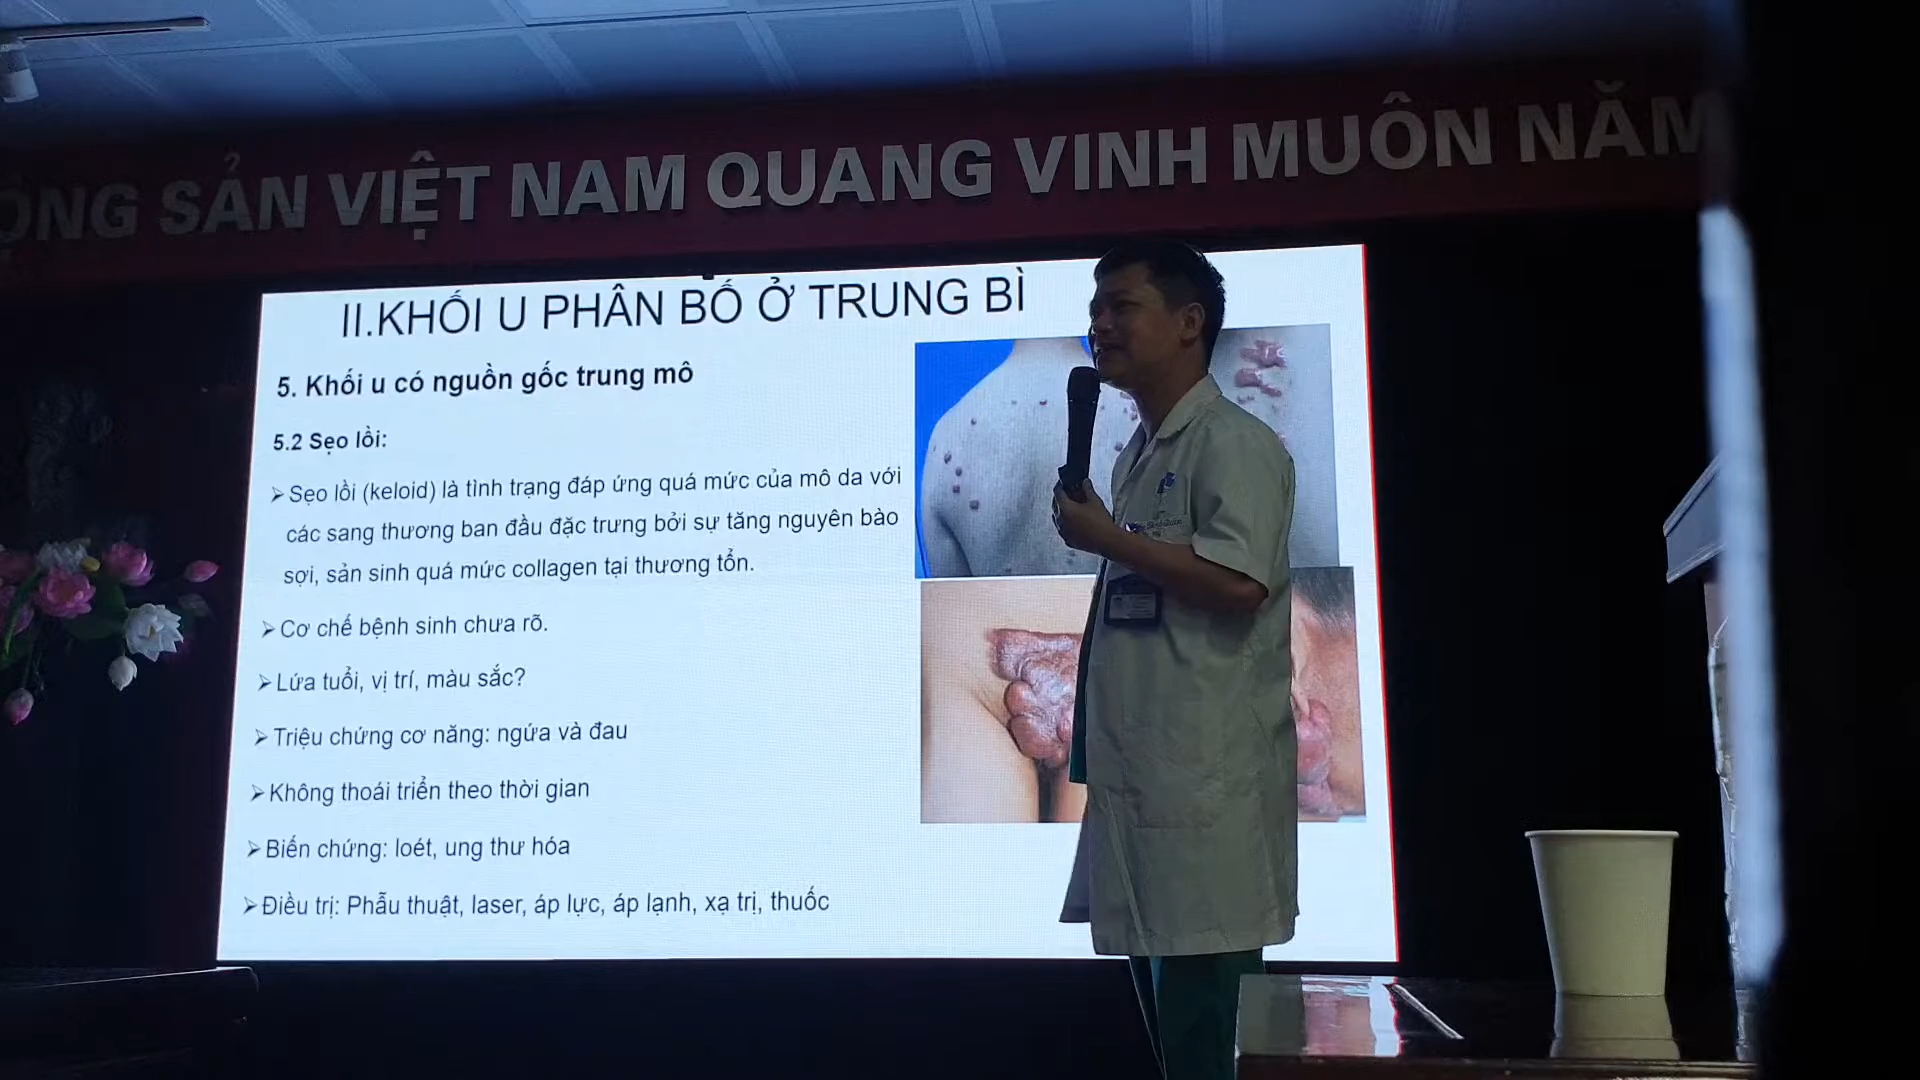 SẢN VIỆT NAM QUANG VINH MUÔN NĂM
II.KHỐI U PHÂN BỐ Ở TRUNG BÌ
5. Khối u có nguồn gốc trung mô
5.2 Sẹo lồi:
➢Sẹo lồi (keloid) là tình trạng đáp ứng quá mức của mô da với
các sang thương ban đầu đặc trưng bởi sự tăng nguyên bào
sợi, sản sinh quá mức collagen tại thương tổn.
➢Cơ chế bệnh sinh chưa rõ.
➢Lứa tuổi, vị trí, màu sắc?
➢Triệu chứng cơ năng: ngứa và đau
➢Không thoái triển theo thời gian
➢Biến chứng: loét, ung thư hóa
➢Điều trị: Phẫu thuật, laser, áp lực, áp lạnh, xạ trị, thuốc